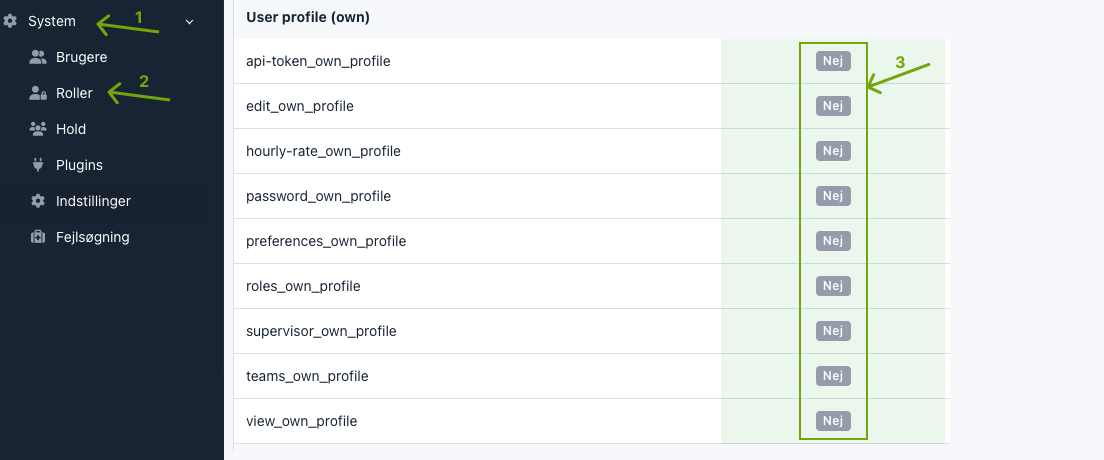 System
1
Brugere
Roller
2
Hold
Plugins
Indstillinger
Fejlsøgning
User profile (own)
api-token_own_profile Nej
3
edit_own_profile Nej
hourly-rate_own_profile Nej
password_own_profile Nej
preferences_own_profile Nej
roles_own_profile Nej
supervisor_own_profile Nej
teams_own_profile Nej
view_own_profile Nej